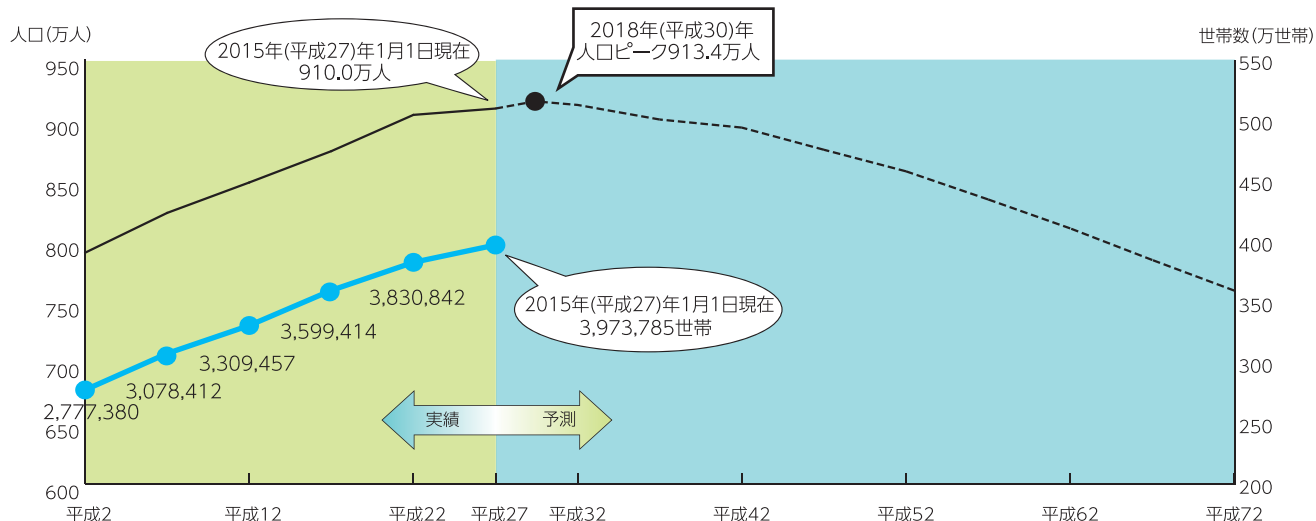 人口(万人)
世帯数(万世帯)
2015年(平成27)年1月1日現在
910.0万人
2018年(平成30)年
人口ピーク913.4万人
950
900
850
800
750
700
650
600
550
500
450
400
350
300
250
200
2,777,380
3,078,412
3,309,457
3,599,414
3,830,842
2015年(平成27)年1月1日現在
3,973,785世帯
実績 予測
平成2 平成12 平成22 平成27 平成32 平成42 平成52 平成62 平成72